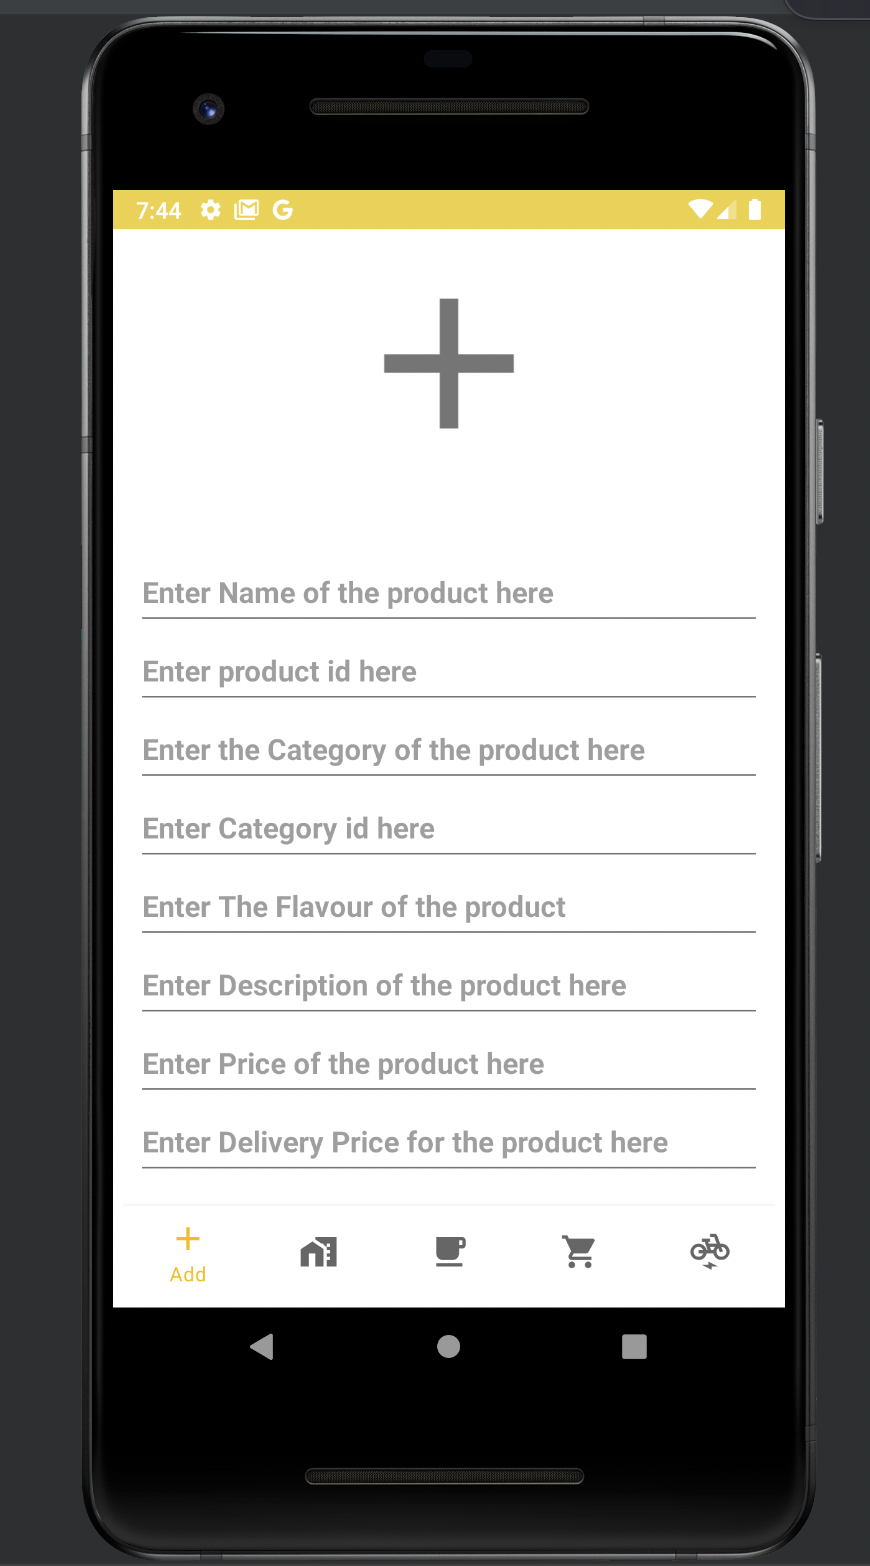 7:44
Enter Name of the product here
Enter product id here
Enter the Category of the product here
Enter Category id here
Enter The Flavour of the product
Enter Description of the product here
Enter Price of the product here
Enter Delivery Price for the product here
Add